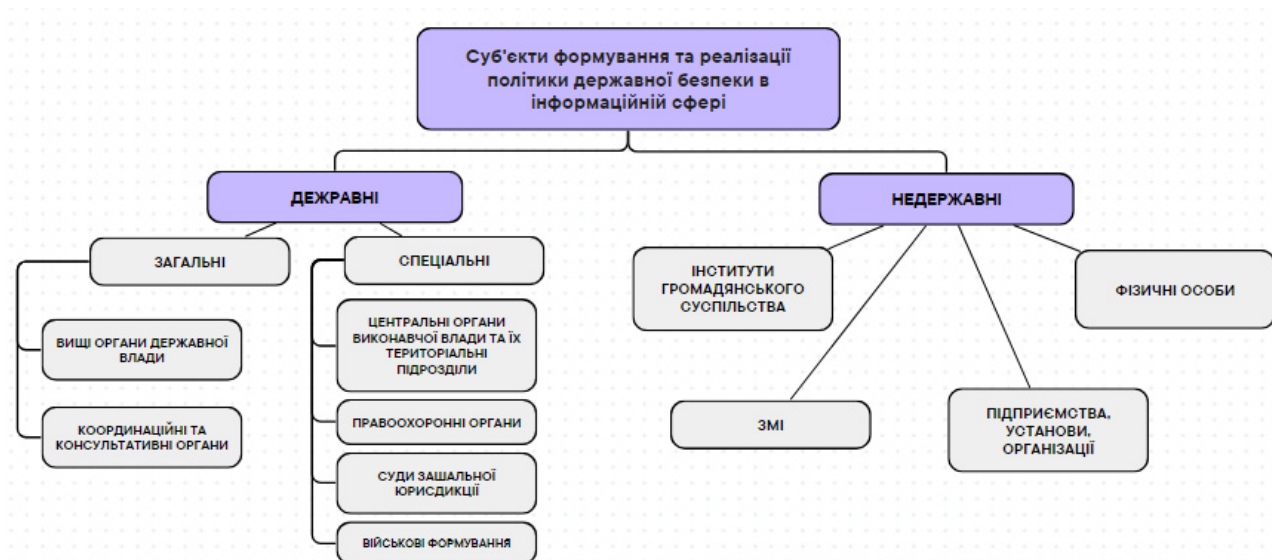 Суб'єкти формування та реалізації
політики державної безпеки в
інформаційній сфері
ДЕЖРАВНІ
НЕДЕРЖАВНІ
ЗАГАЛЬНІ
СПЕЦІАЛЬНІ
ВИЩІ ОРГАНИ ДЕРЖАВНОЇ
ВЛАДИ
КООРДИНАЦІЙНІ ТА
КОНСУЛЬТАТИВНІ ОРГАНИ
ЦЕНТРАЛЬНІ ОРГАНИ
ВИКОНАВЧОЇ ВЛАДИ ТА ЇХ
ТЕРИТОРІАЛЬНІ
ПІДРОЗДІЛИ
ПРАВООХОРОННІ ОРГАНИ
СУДИ ЗАШАЛЬНОЇ
ЮРИСДИКЦІЇ
ВІЙСЬКОВІ ФОРМУВАННЯ
ІНСТИТУТИ
ГРОМАДЯНСЬКОГО
СУСПІЛЬСТВА
ЗМІ
ПІДПРИЄМСТВА,
УСТАНОВИ,
ОРГАНІЗАЦІЇ
ФІЗИЧНІ ОСОБИ